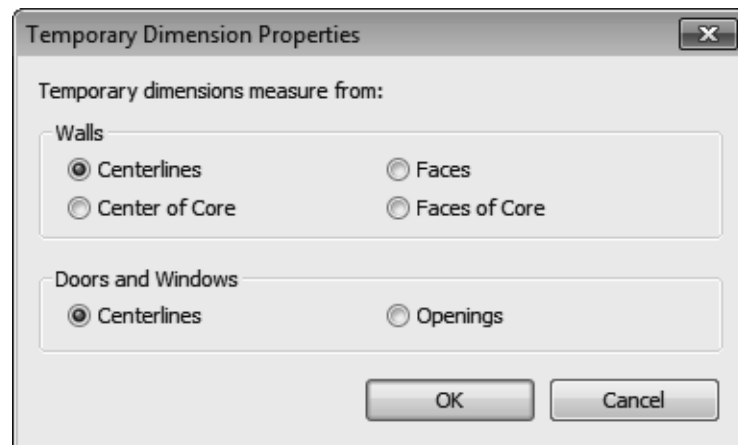 Temporary Dimension Properties
Temporary dimensions measure from:
Walls
Centerlines Faces
Center of Core Faces of Core
Doors and Windows
Centerlines Openings
OK Cancel